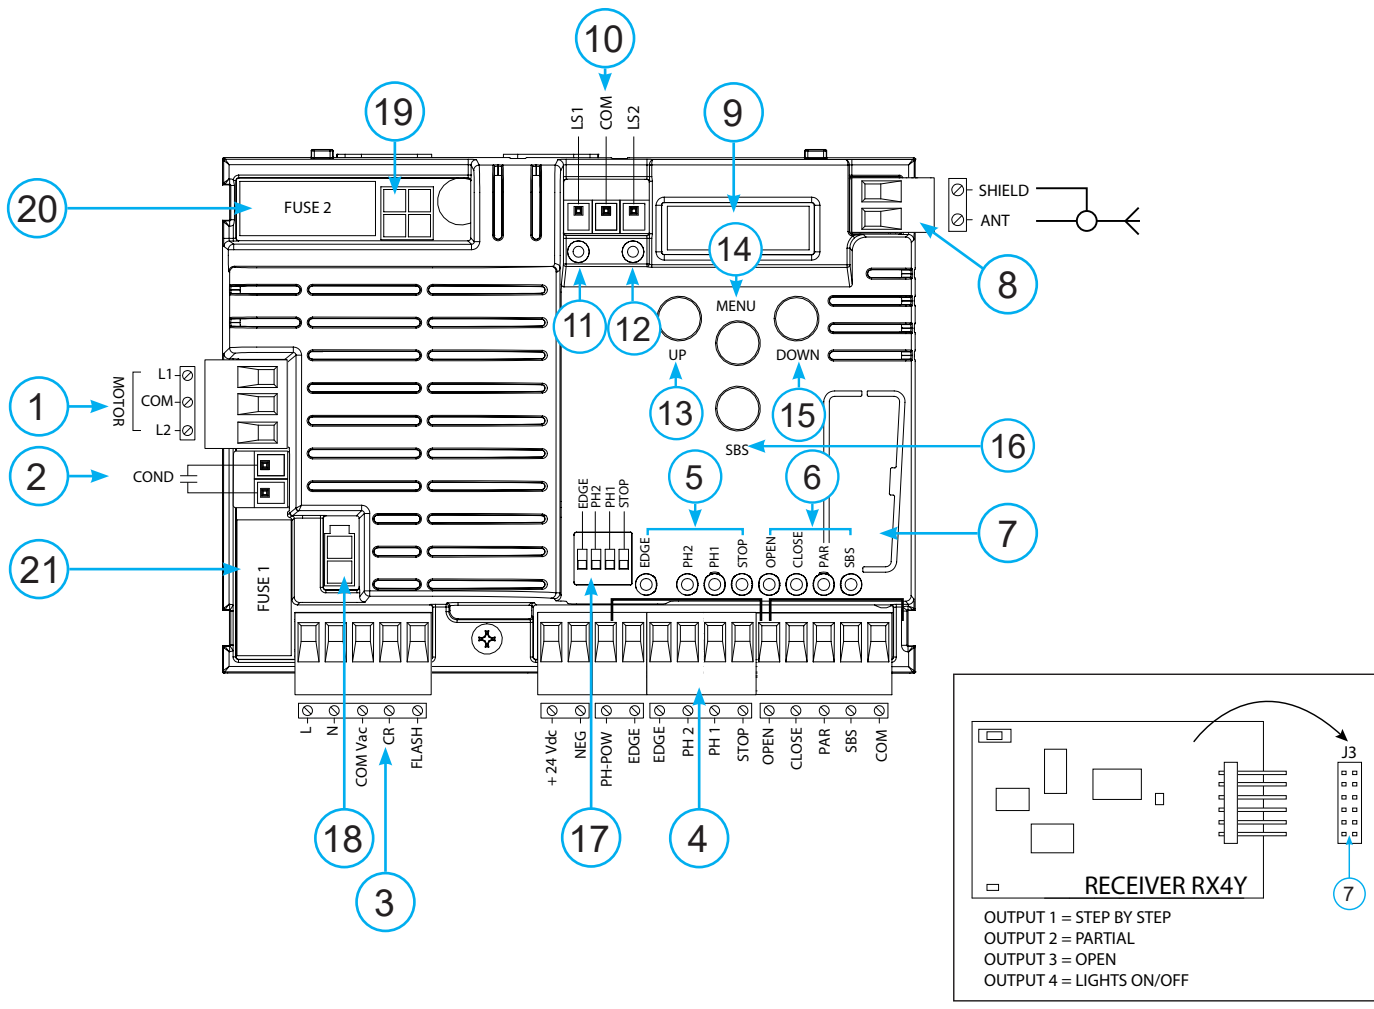 10
19
9
LS1
COM
LS2
20
FUSE 2
SHIELD
ANT
14
8
11
12
MENU
UP
DOWN
13
15
MOTOR
L1
COM
L2
1
16
SBS
2
COND
5
6
EDGE
PH2
PH1
STOP
7
EDGE
PH2
PH1
STOP
OPEN
CLOSE
PAR
SBS
21
FUSE 1
L
N
COM Vac
CR
FLASH
+ 24 Vdc
NEG
PH-POW
EDGE
EDGE
PH 2
PH 1
STOP
OPEN
CLOSE
PAR
SBS
COM
18
17
4
3
J3
7
RECEIVER RX4Y
OUTPUT 1 = STEP BY STEP
OUTPUT 2 = PARTIAL
OUTPUT 3 = OPEN
OUTPUT 4 = LIGHTS ON/OFF